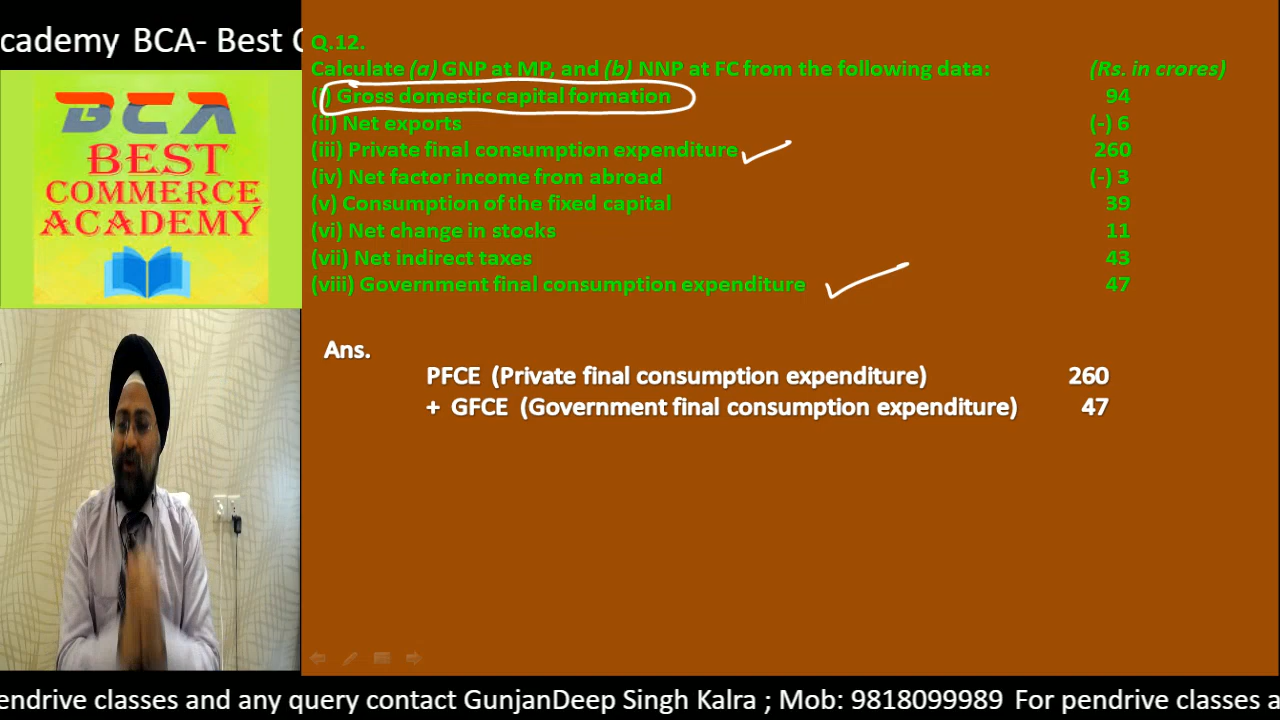 cademy BCA- Best C
BCA
BEST
COMMERCE
ACADEMY
Q.12.
Calculate (a) GNP at MP, and (b) NNP at FC from the following data: (Rs. in crores)
(i) Gross domestic capital formation 94
(ii) Net exports (-) 6
(iii) Private final consumption expenditure 260
(iv) Net factor income from abroad (-) 3
(v) Consumption of the fixed capital 39
(vi) Net change in stocks 11
(vii) Net indirect taxes 43
(viii) Government final consumption expenditure 47
Ans.
PFCE (Private final consumption expenditure) 260
+ GFCE (Government final consumption expenditure) 47
endrive classes and any query contact GunjanDeep Singh Kalra ; Mob: 9818099989 For pendrive classes a